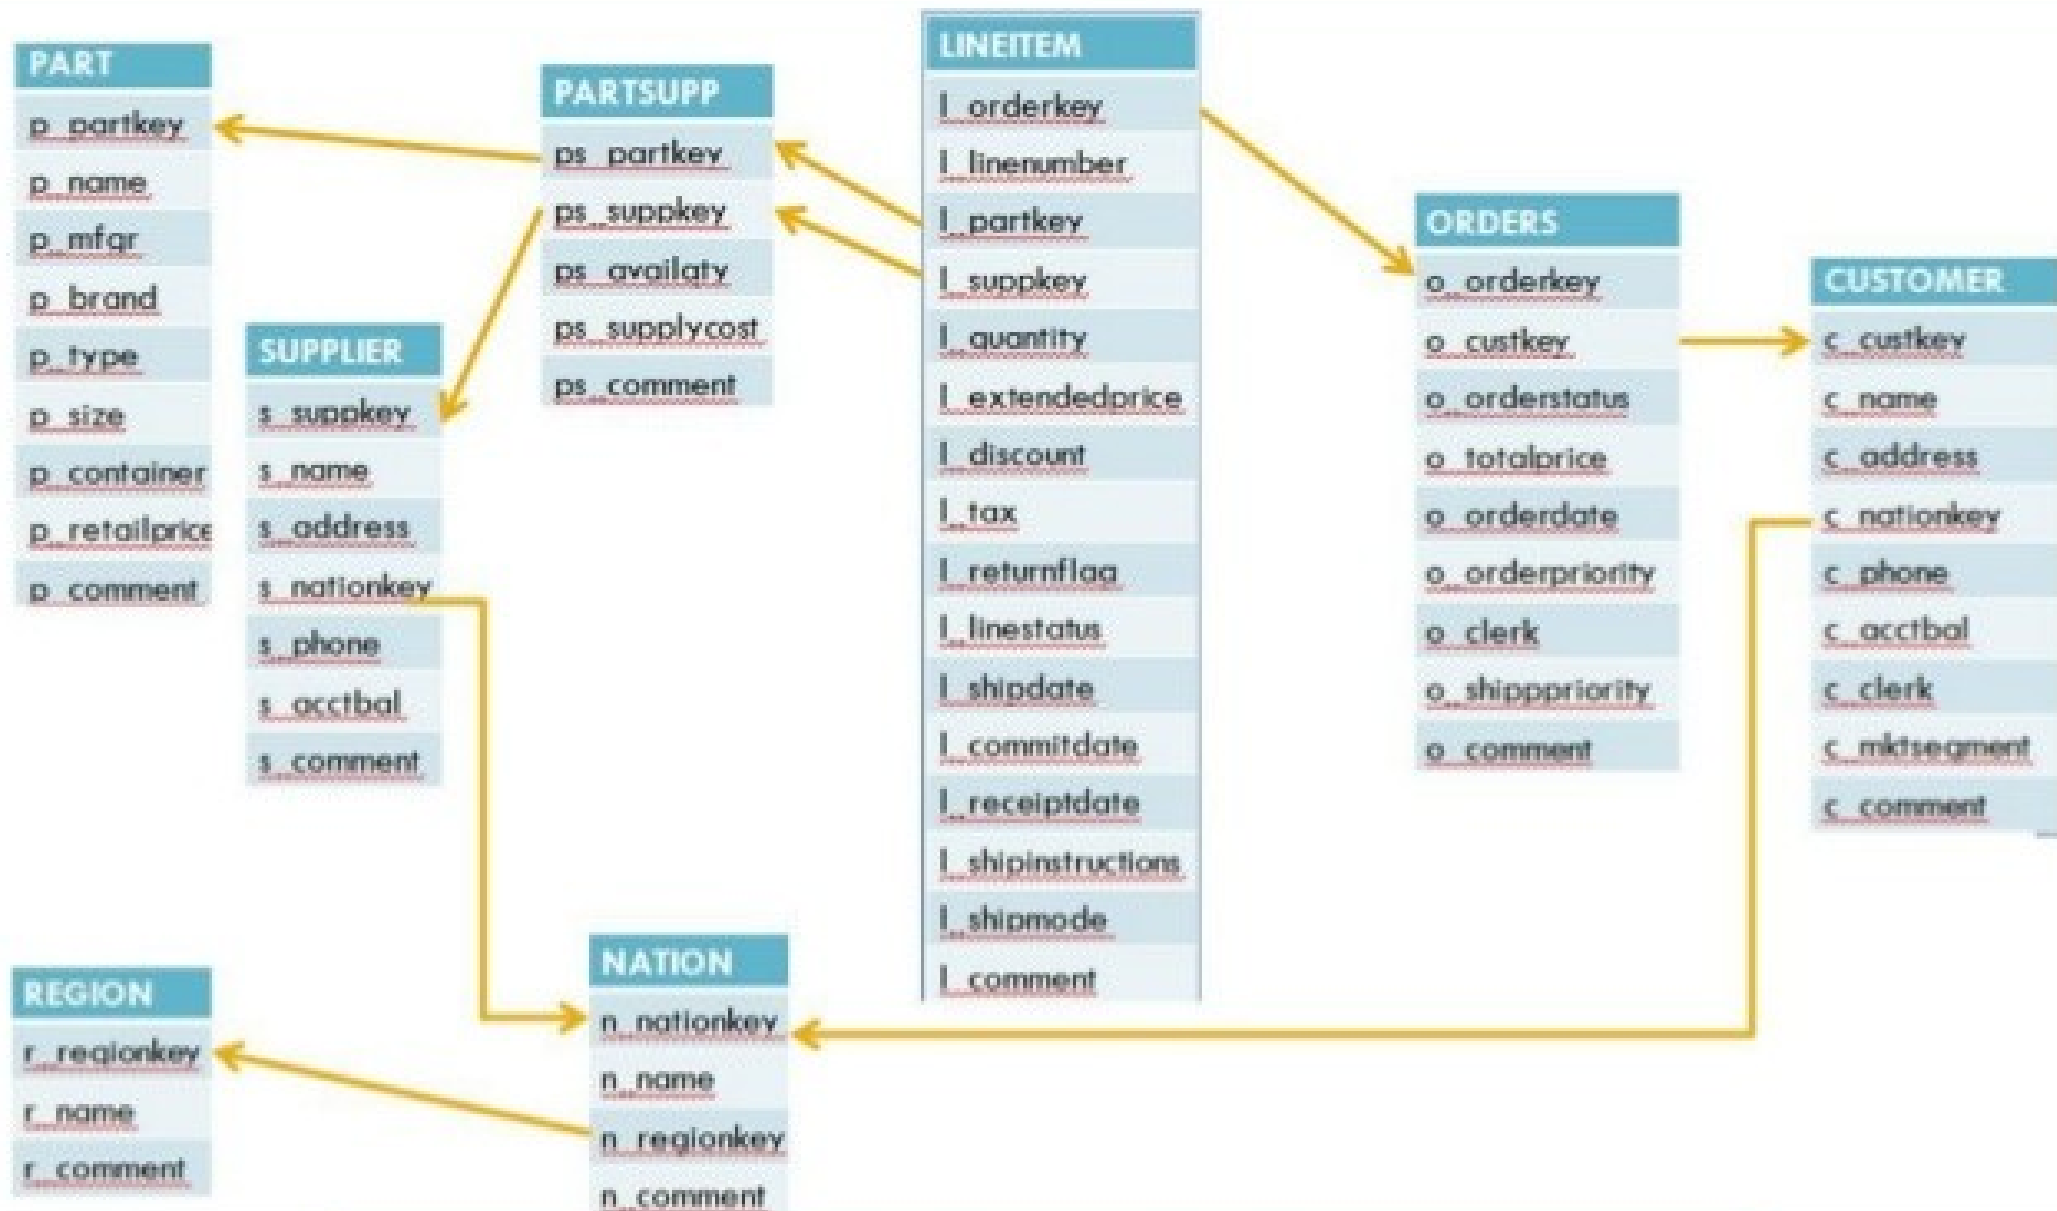 PART
p_partkey
p_name
p_mfgr
p_brand
p_type
p_size
p_container
p_retailprice
p_comment
SUPPLIER
s_suppkey
s_name
s_address
s_nationkey
s_phone
s_acctbal
s_comment
PARTSUPP
ps_partkey
ps_suppkey
ps_availqty
ps_supplycost
ps_comment
LINEITEM
l_orderkey
l_linenumber
l_partkey
l_suppkey
l_quantity
l_extendedprice
l_discount
l_tax
l_returnflag
l_linestatus
l_shipdate
l_commitdate
l_receiptdate
l_shipinstructions
l_shipmode
l_comment
ORDERS
o_orderkey
o_custkey
o_orderstatus
o_totalprice
o_orderdate
o_orderpriority
o_clerk
o_shipppriority
o_comment
CUSTOMER
c_custkey
c_name
c_address
c_nationkey
c_phone
c_acctbal
c_clerk
c_mktsegment
c_comment
REGION
r_regionkey
r_name
r_comment
NATION
n_nationkey
n_name
n_regionkey
n_comment